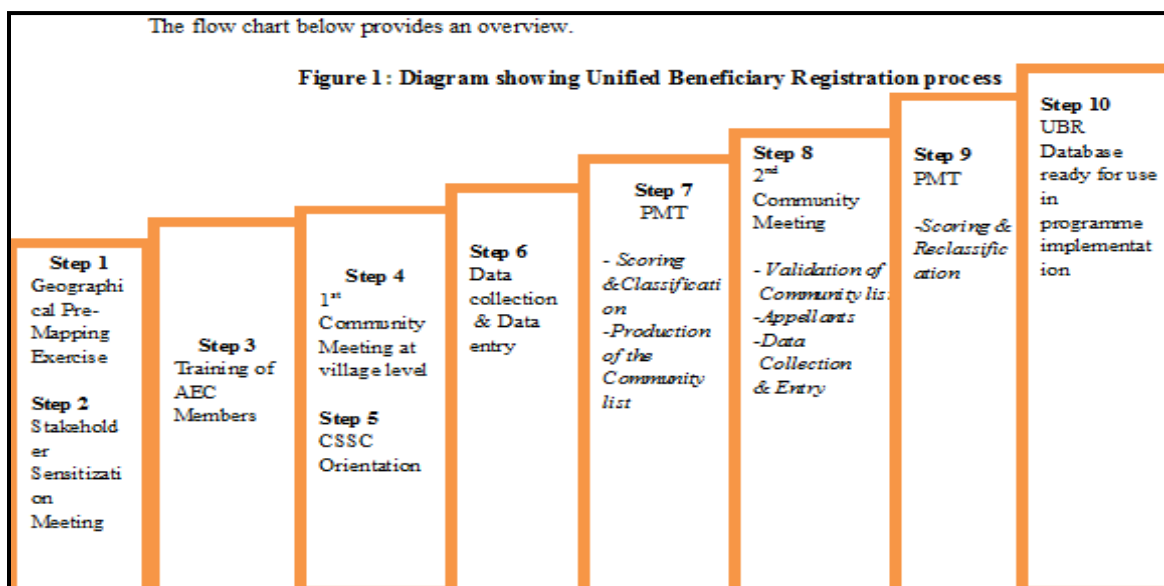 The flow chart below provides an overview.
Figure 1: Diagram showing Unified Beneficiary Registration process
Step 1
Geographi
cal Pre-
Mapping
Exercise
Step 2
Stakehold
er
Sensitizati
on
Meeting
Step 3
Training of
AEC
Members
Step 4
1st
Community
Meeting at
village level
Step 5
CSSC
Orientation
Step 6
Data
collection
& Data
entry
Step 7
PMT
- Scoring
&Classificati
on
-Production
of the
Community
list
Step 8
2nd
Community
Meeting
- Validation of
Community list
-Appellants
-Data
Collection
& Entry
Step 9
PMT
-Scoring &
Reclassific
ation
Step 10
UBR
Database
ready for use
in
programme
implementat
ion